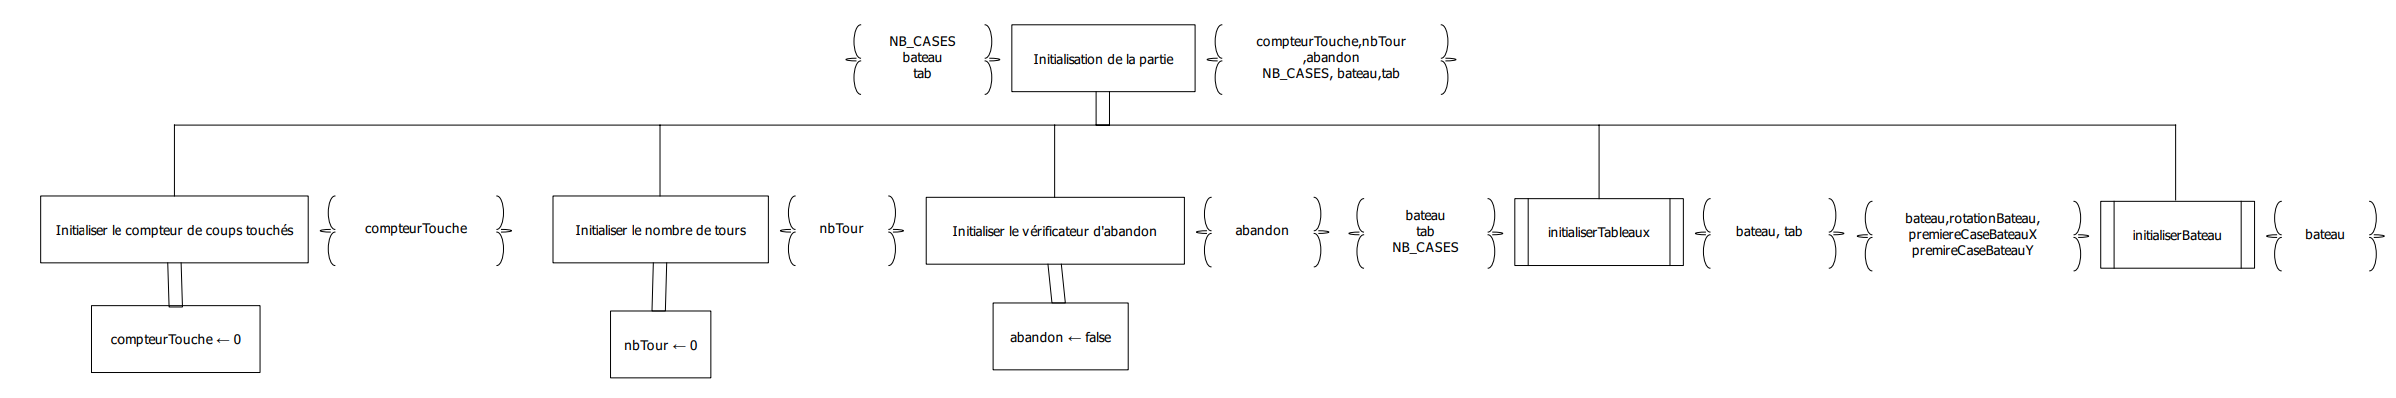 NB_CASES
bateau
tab
Initialisation de la partie
compteurTouche,nbTour
,abandon
NB_CASES, bateau,tab
Initialiser le compteur de coups touchés
compteurTouche
Initialiser le nombre de tours
nbTour
Initialiser le vérificateur d'abandon
abandon
bateau
tab
NB_CASES
initialiserTableaux
bateau, tab
bateau,rotationBateau,
premiereCaseBateauX
premireCaseBateauY
initialiserBateau
bateau
compteurTouche ← 0
nbTour ← 0
abandon ← false